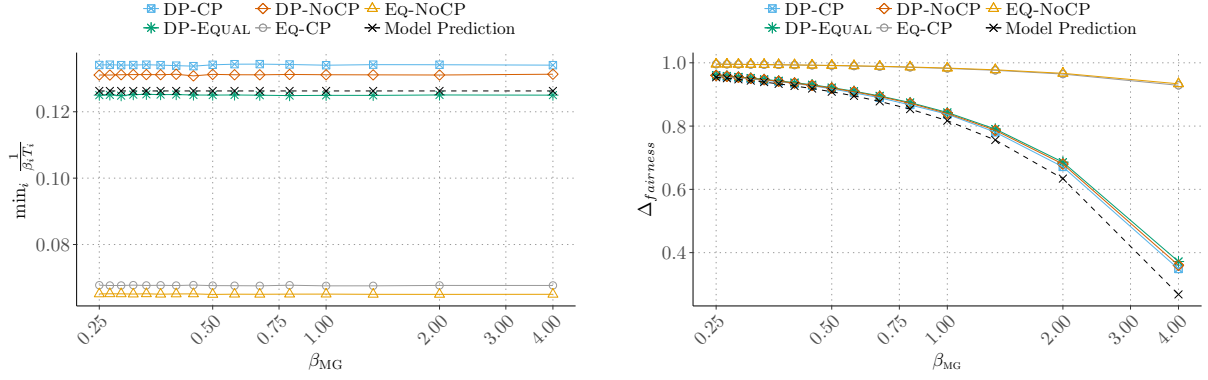 DP-CP DP-NoCP Eq-NoCP
DP-Equal Eq-CP Model Prediction
min_i 1/(β_i T_i)
0.12
0.10
0.08
0.25 0.50 0.75 1.00 2.00 3.00 4.00
β_MG
DP-CP DP-NoCP Eq-NoCP
DP-Equal Eq-CP Model Prediction
Δ_fairness
1.0
0.8
0.6
0.4
0.25 0.50 0.75 1.00 2.00 3.00 4.00
β_MG